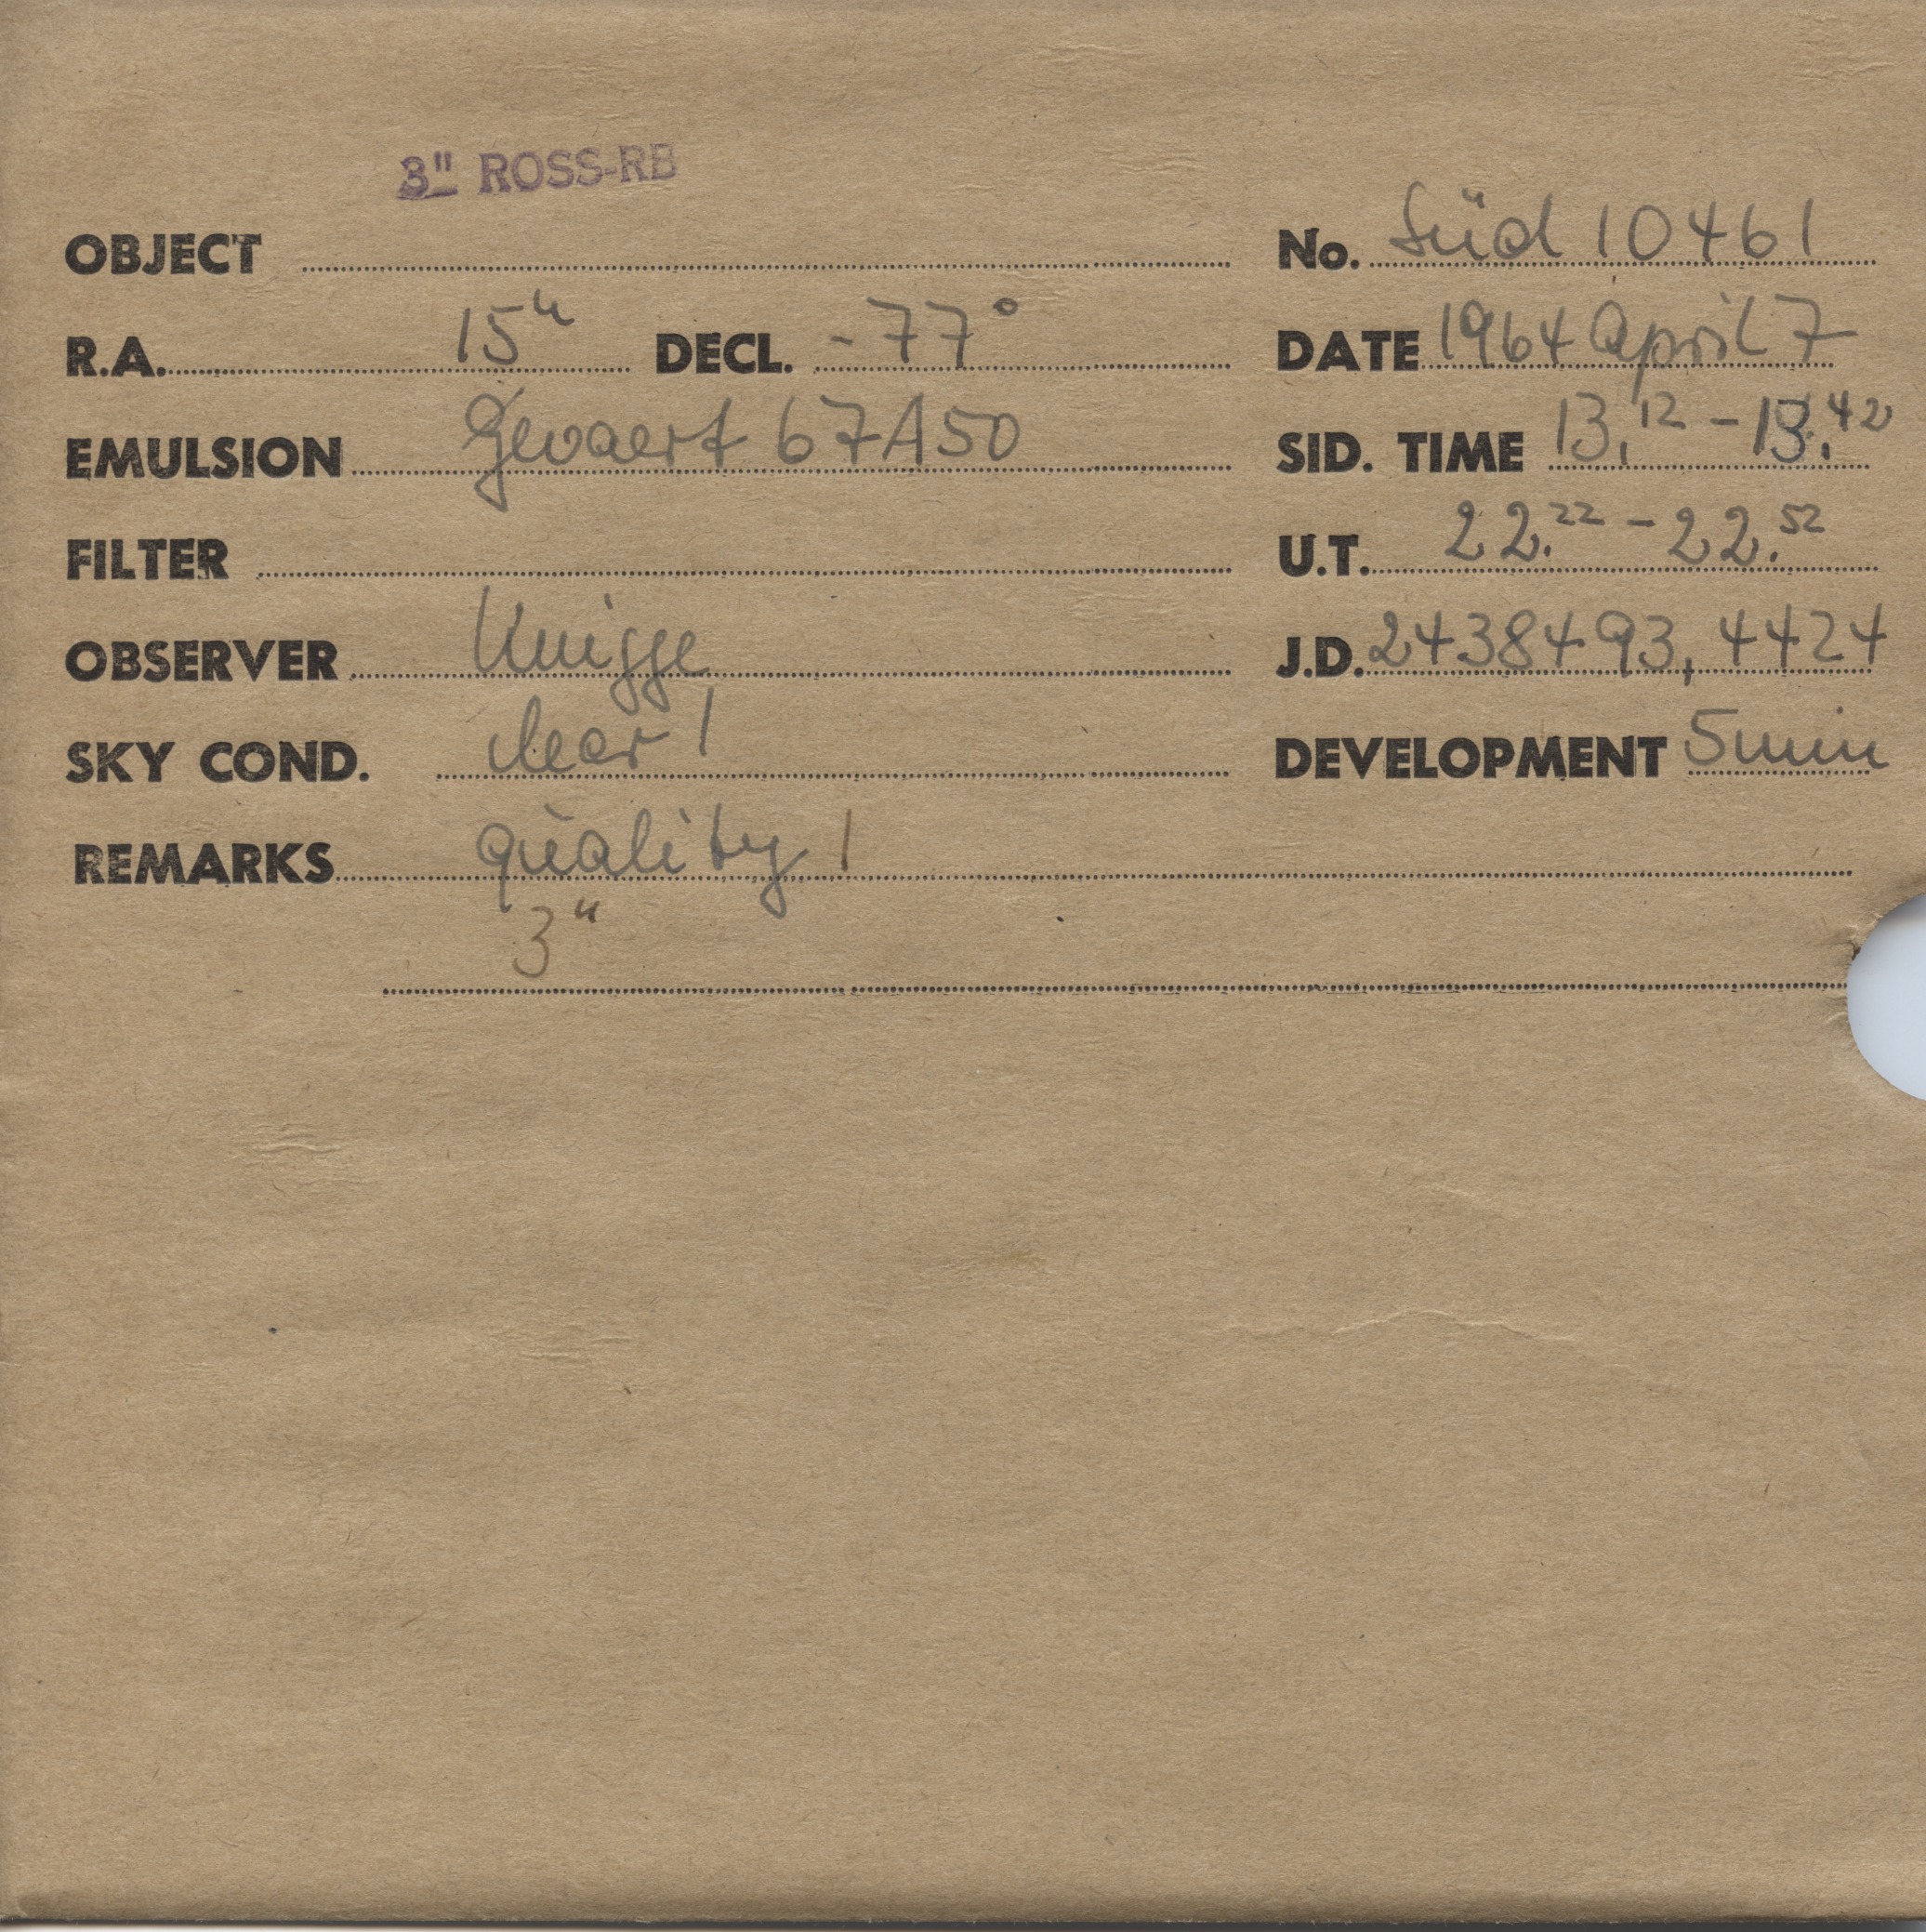 3" ROSS-RB
OBJECT No. Süd 10461
R.A. 15h DECL. -77° DATE 1964 April 7
EMULSION Gevaert 67A50 SID. TIME 13.12 - 13.42
FILTER U.T. 22.22 - 22.52
OBSERVER Knigge J.D. 2438493,4424
SKY COND. clear 1 DEVELOPMENT 5 min
REMARKS quality 1
3"